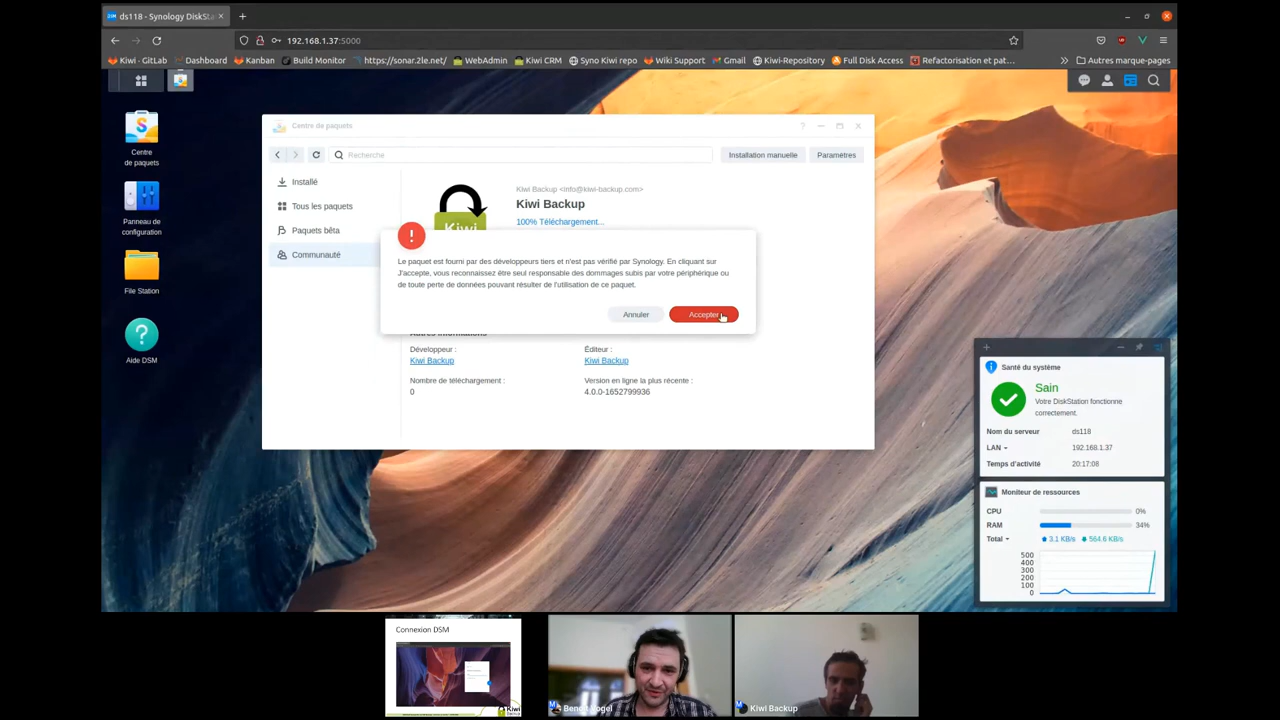 ds118 - Synology DiskSta
192.168.1.37:5000
Kiwi · GitLab
Dashboard
Kanban
Build Monitor
https://sonar.2le.net/
WebAdmin
Kiwi CRM
Syno Kiwi repo
Wiki Support
Gmail
Kiwi-Repository
Full Disk Access
Refactorisation et pat…
Autres marque-pages
Centre
de paquets
Panneau de
configuration
File Station
Aide DSM
Centre de paquets
Recherche
Installation manuelle
Paramètres
Installé
Tous les paquets
Paquets bêta
Communauté
Kiwi Backup <info@kiwi-backup.com>
Kiwi Backup
100% Téléchargement...
Kiwi
Le paquet est fourni par des développeurs tiers et n'est pas vérifié par Synology. En cliquant sur
J'accepte, vous reconnaissez être seul responsable des dommages subis par votre périphérique ou
de toute perte de données pouvant résulter de l'utilisation de ce paquet.
Annuler
Accepter
Autres informations
Développeur :
Kiwi Backup
Éditeur :
Kiwi Backup
Nombre de téléchargement :
0
Version en ligne la plus récente :
4.0.0-1652799936
Santé du système
Sain
Votre DiskStation fonctionne
correctement.
Nom du serveur ds118
LAN 192.168.1.37
Temps d'activité 20:17:08
Moniteur de ressources
CPU 0%
RAM 34%
Total 3.1 KB/s 564.6 KB/s
500
400
300
200
100
0
Connexion DSM
Kiwi
Benoit Vogel
Kiwi Backup